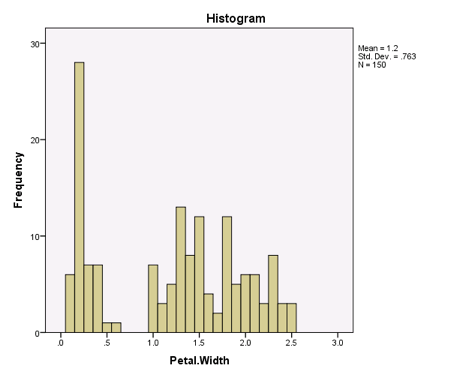 Histogram
Mean = 1.2
Std. Dev. = .763
N = 150
30
20
10
0
Frequency
.0 .5 1.0 1.5 2.0 2.5 3.0
Petal.Width